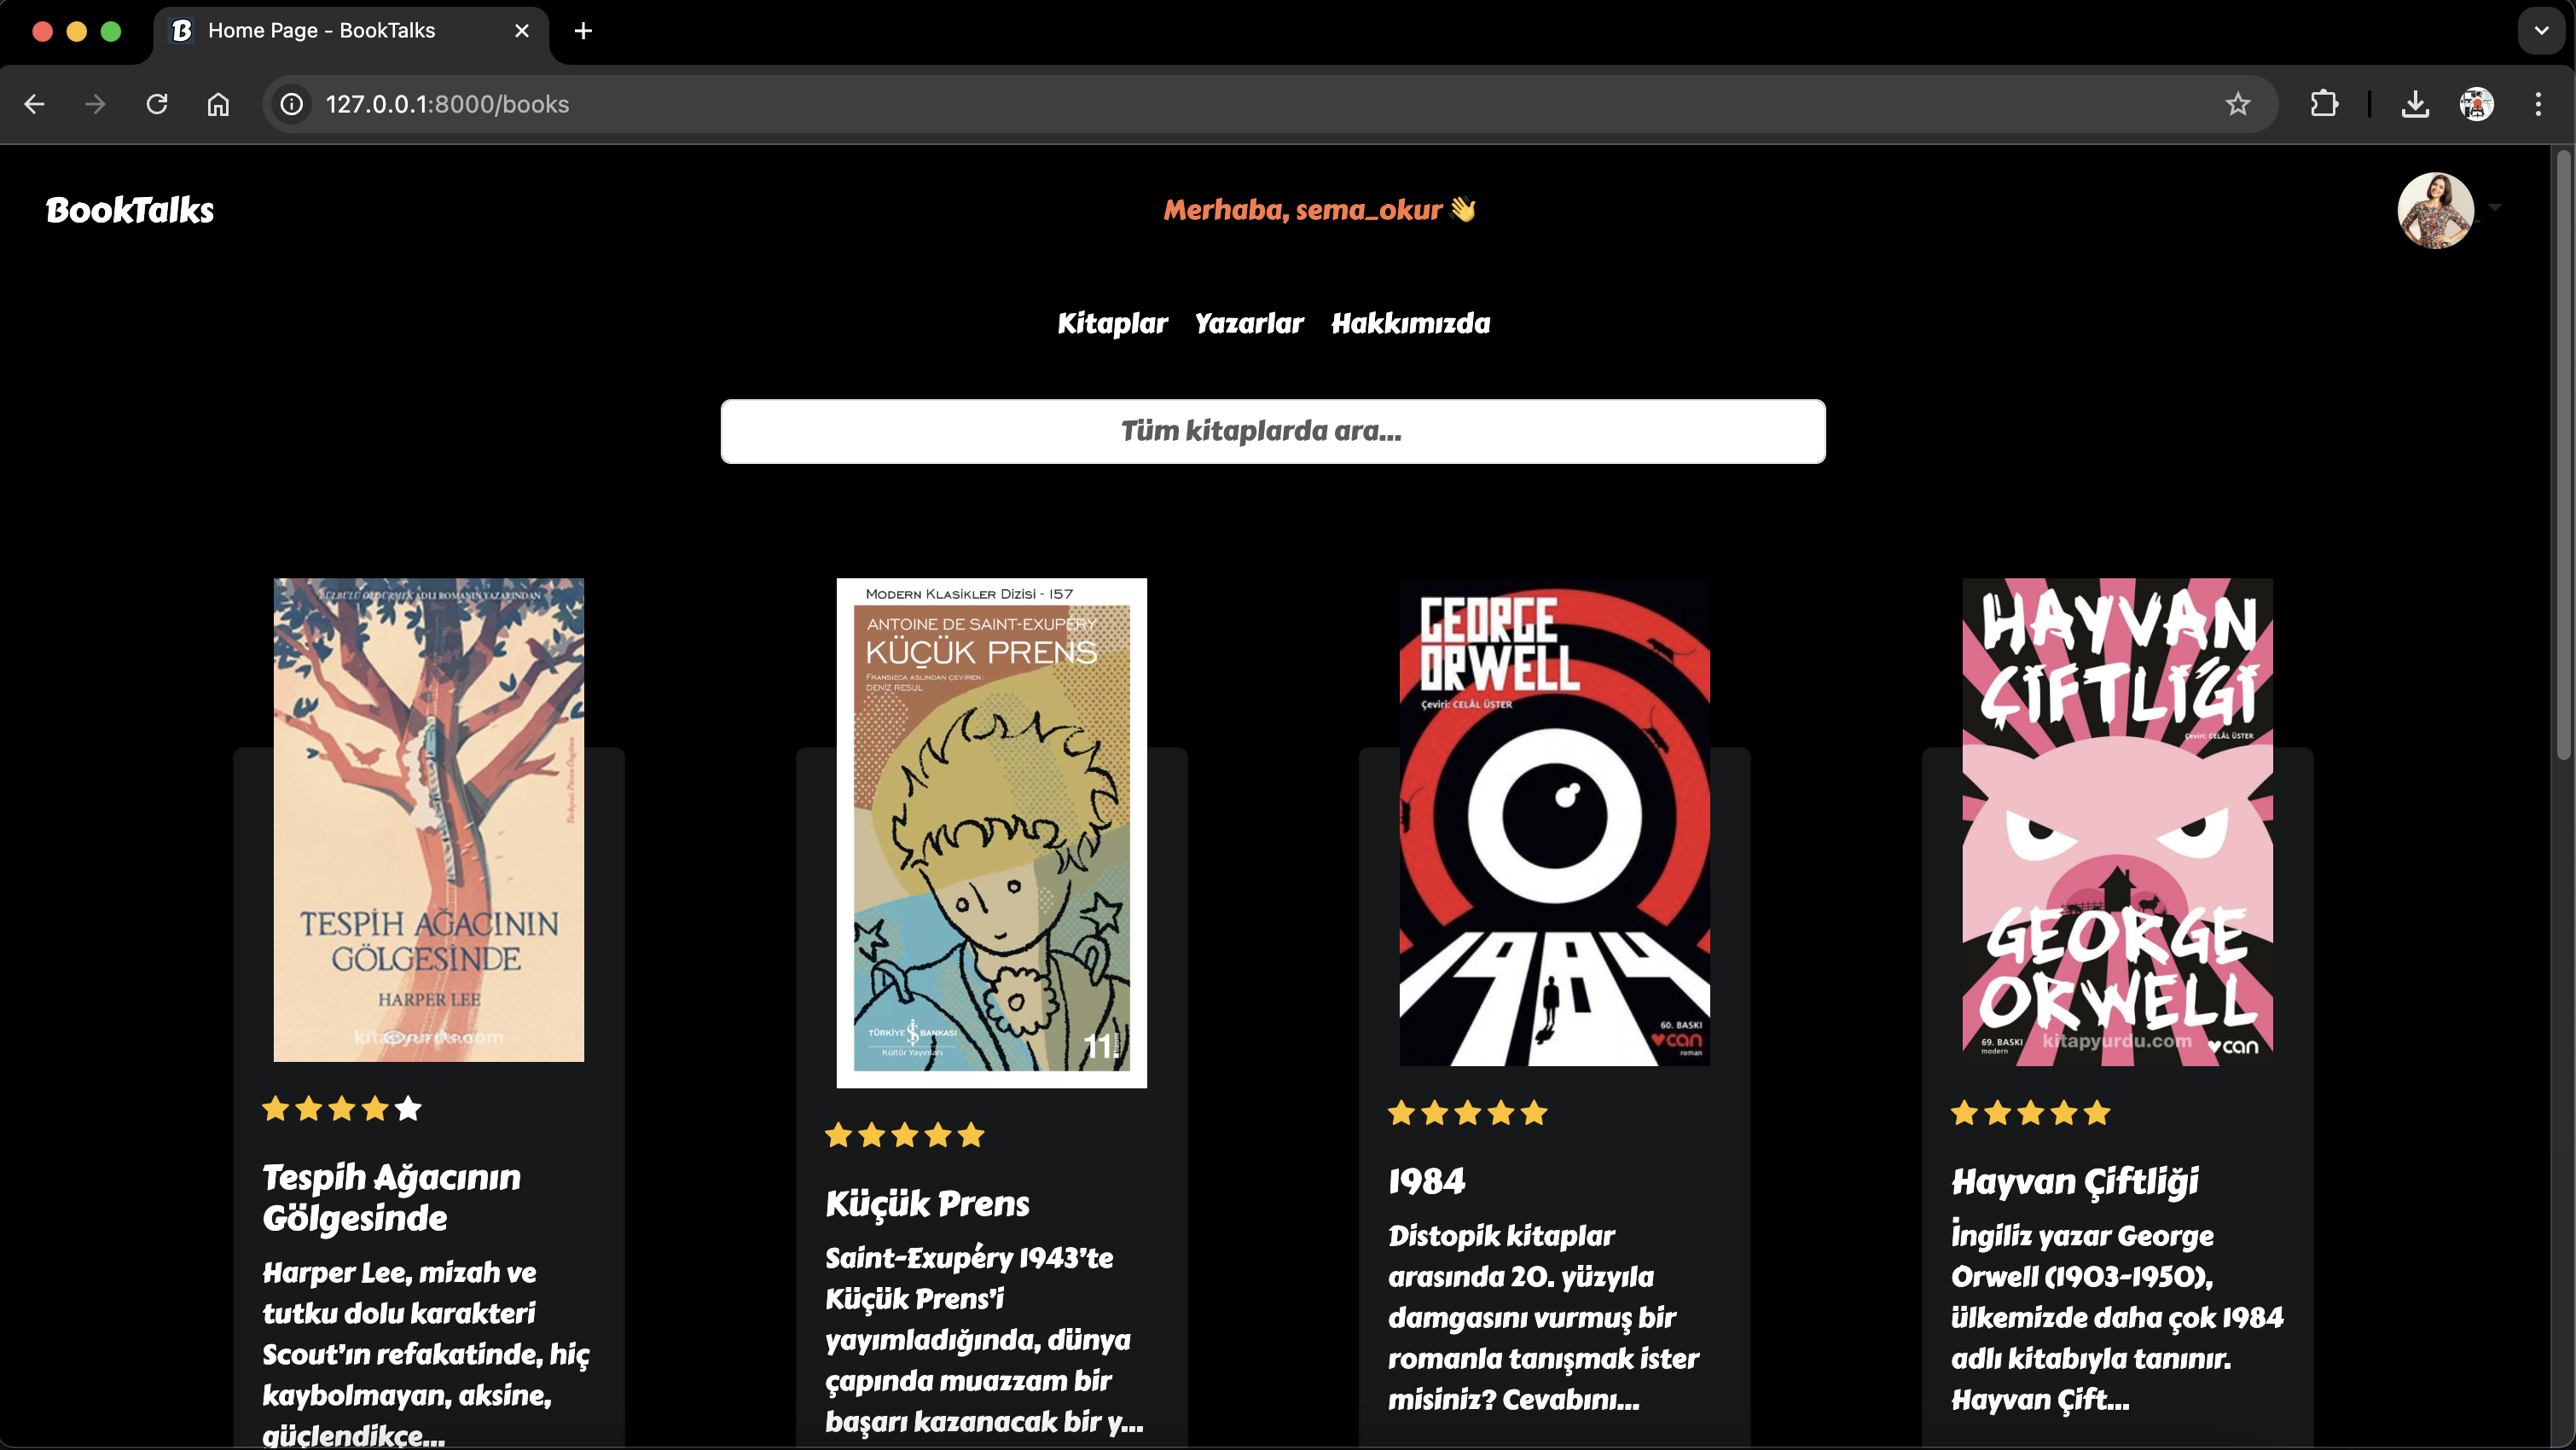 Home Page - BookTalks
127.0.0.1:8000/books
BookTalks
Merhaba, sema_okur 👋
Kitaplar Yazarlar Hakkımızda
Tüm kitaplarda ara...
BÜLBÜLÜ ÖLDÜRMEK ADLI ROMANIN YAZARINDAN
TESPİH AĞACININ
GÖLGESİNDE
HARPER LEE
MODERN KLASİKLER DİZİSİ - 157
ANTOINE DE SAINT-EXUPÉRY
KÜÇÜK PRENS
FRANSIZCA ASLINDAN ÇEVİREN:
DENİZ RESUL
TÜRKİYE İŞ BANKASI
Kültür Yayınları
11.
GEORGE
ORWELL
Çeviri: CELÂL ÜSTER
1984
60. BASKI
can
roman
HAYVAN
ÇİFTLİĞİ
Çeviri: CELÂL ÜSTER
GEORGE
ORWELL
69. BASKI
modern
kitapyurdu.com
can
Tespih Ağacının
Gölgesinde
Harper Lee, mizah ve
tutku dolu karakteri
Scout'ın refakatinde, hiç
kaybolmayan, aksine,
güçlendikçe...
Küçük Prens
Saint-Exupéry 1943’te
Küçük Prens’i
yayımladığında, dünya
çapında muazzam bir
başarı kazanacak bir y...
1984
Distopik kitaplar
arasında 20. yüzyıla
damgasını vurmuş bir
romanla tanışmak ister
misiniz? Cevabını...
Hayvan Çiftliği
İngiliz yazar George
Orwell (1903-1950),
ülkemizde daha çok 1984
adlı kitabıyla tanınır.
Hayvan Çift...